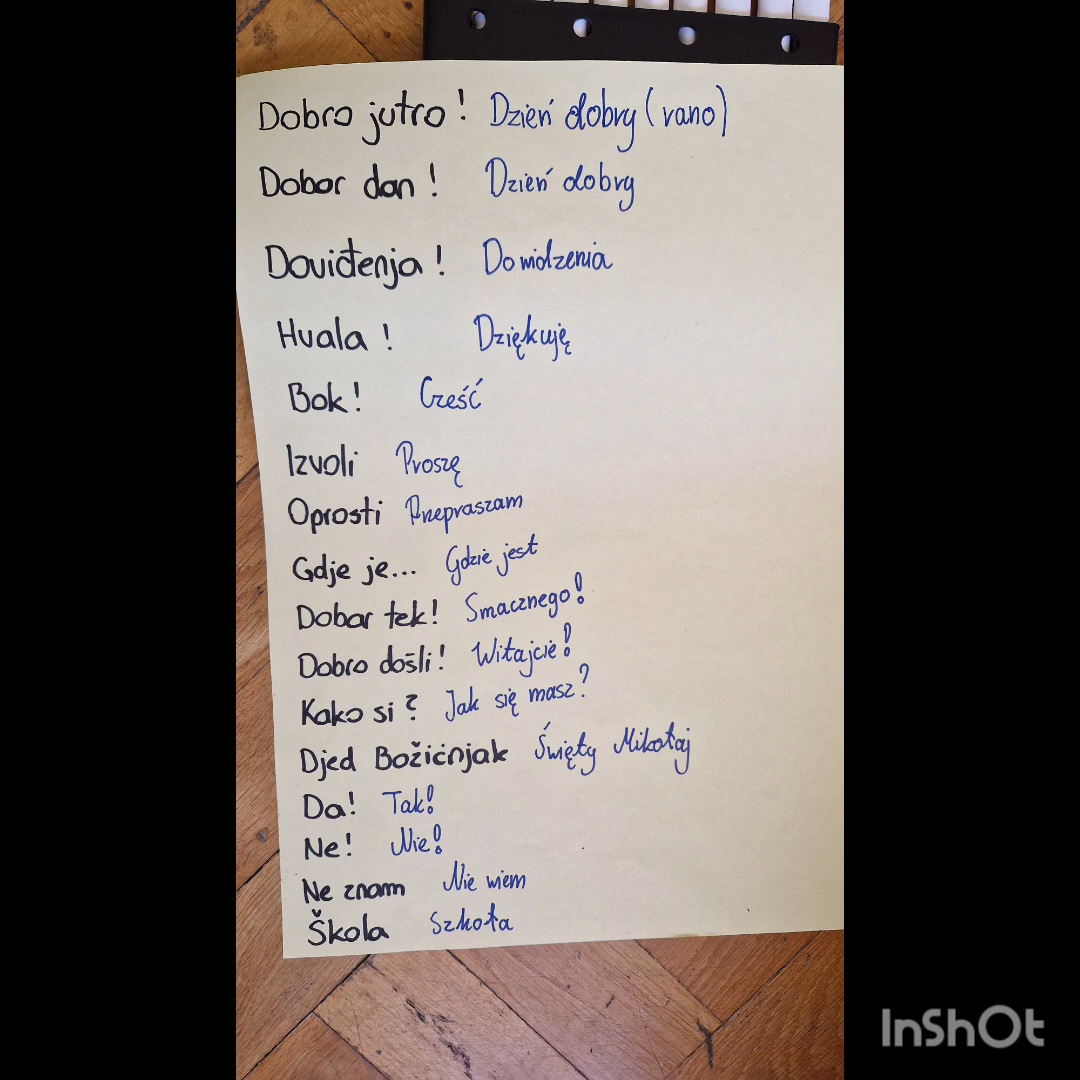 Dobro jutro! Dzień dobry (rano)
Dobar dan! Dzień dobry
Doviđenja! Do widzenia
Hvala! Dziękuję
Bok! Cześć
Izvoli Proszę
Oprosti Przepraszam
Gdje je... Gdzie jest
Dobar tek! Smacznego!
Dobro došli! Witajcie!
Kako si? Jak się masz?
Djed Božićnjak Święty Mikołaj
Da! Tak!
Ne! Nie!
Ne znam Nie wiem
Škola Szkoła
InShOt